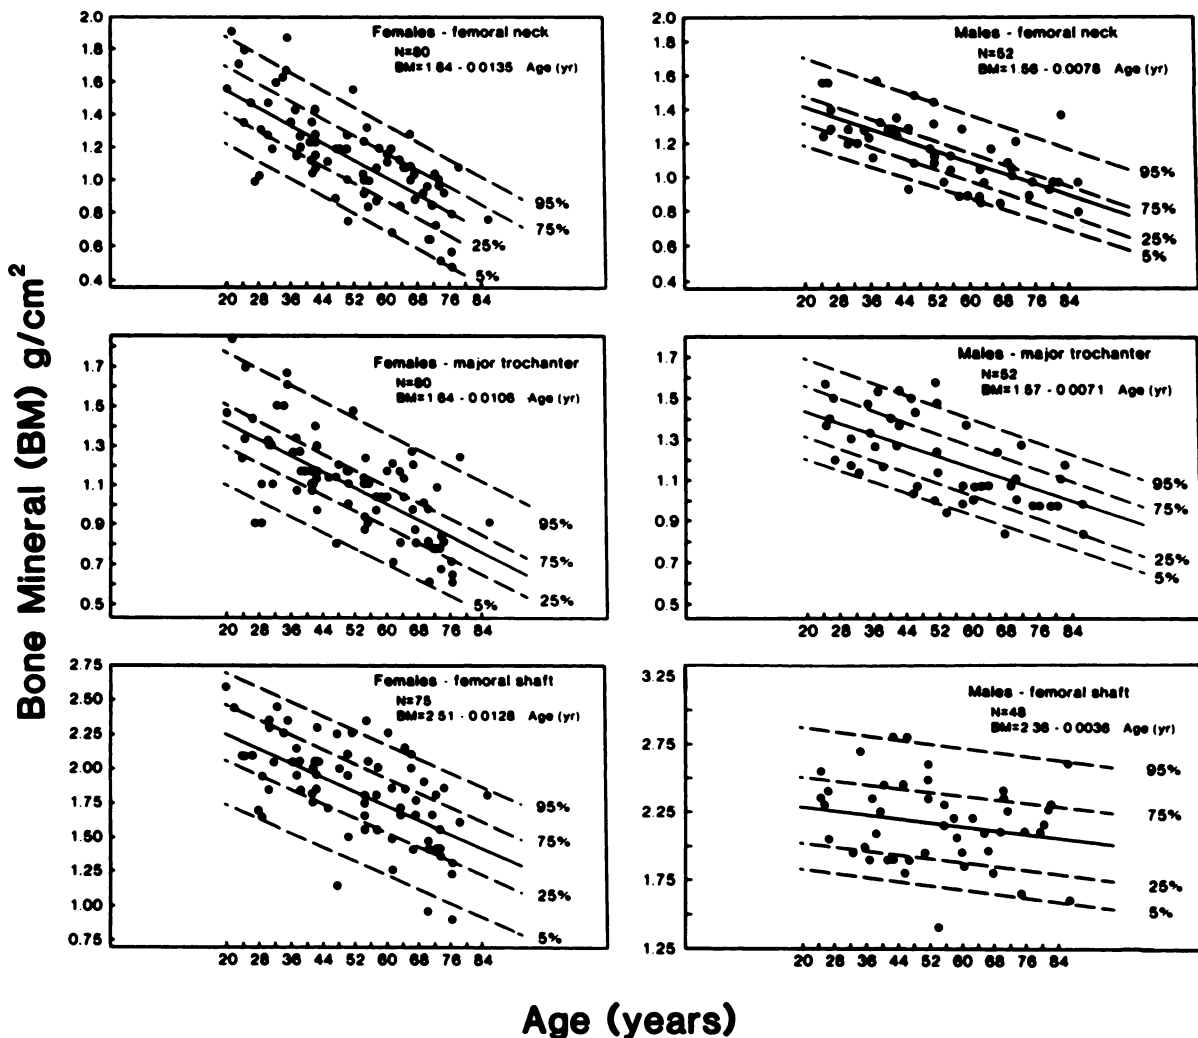 Bone Mineral (BM) g/cm²
Females - femoral neck
N=80
BM=1.84 - 0.0135 Age (yr)
2.0
1.8
1.6
1.4
1.2
1.0
0.8
0.6
0.4
95%
75%
25%
5%
20 28 36 44 52 60 68 76 84
Males - femoral neck
N=52
BM=1.56 - 0.0078 Age (yr)
2.0
1.8
1.6
1.4
1.2
1.0
0.8
0.6
0.4
95%
75%
25%
5%
20 28 36 44 52 60 68 76 84
Females - major trochanter
N=80
BM=1.64 - 0.0106 Age (yr)
1.7
1.5
1.3
1.1
0.9
0.7
0.5
95%
75%
25%
5%
20 28 36 44 52 60 68 76 84
Males - major trochanter
N=52
BM=1.57 - 0.0071 Age (yr)
1.7
1.5
1.3
1.1
0.9
0.7
0.5
95%
75%
25%
5%
20 28 36 44 52 60 68 76 84
Females - femoral shaft
N=75
BM=2.51 - 0.0128 Age (yr)
2.75
2.50
2.25
2.00
1.75
1.50
1.25
1.00
0.75
95%
75%
25%
5%
20 28 36 44 52 60 68 76 84
Males - femoral shaft
N=48
BM=2.36 - 0.0036 Age (yr)
3.25
2.75
2.25
1.75
1.25
95%
75%
25%
5%
20 28 36 44 52 60 68 76 84
Age (years)